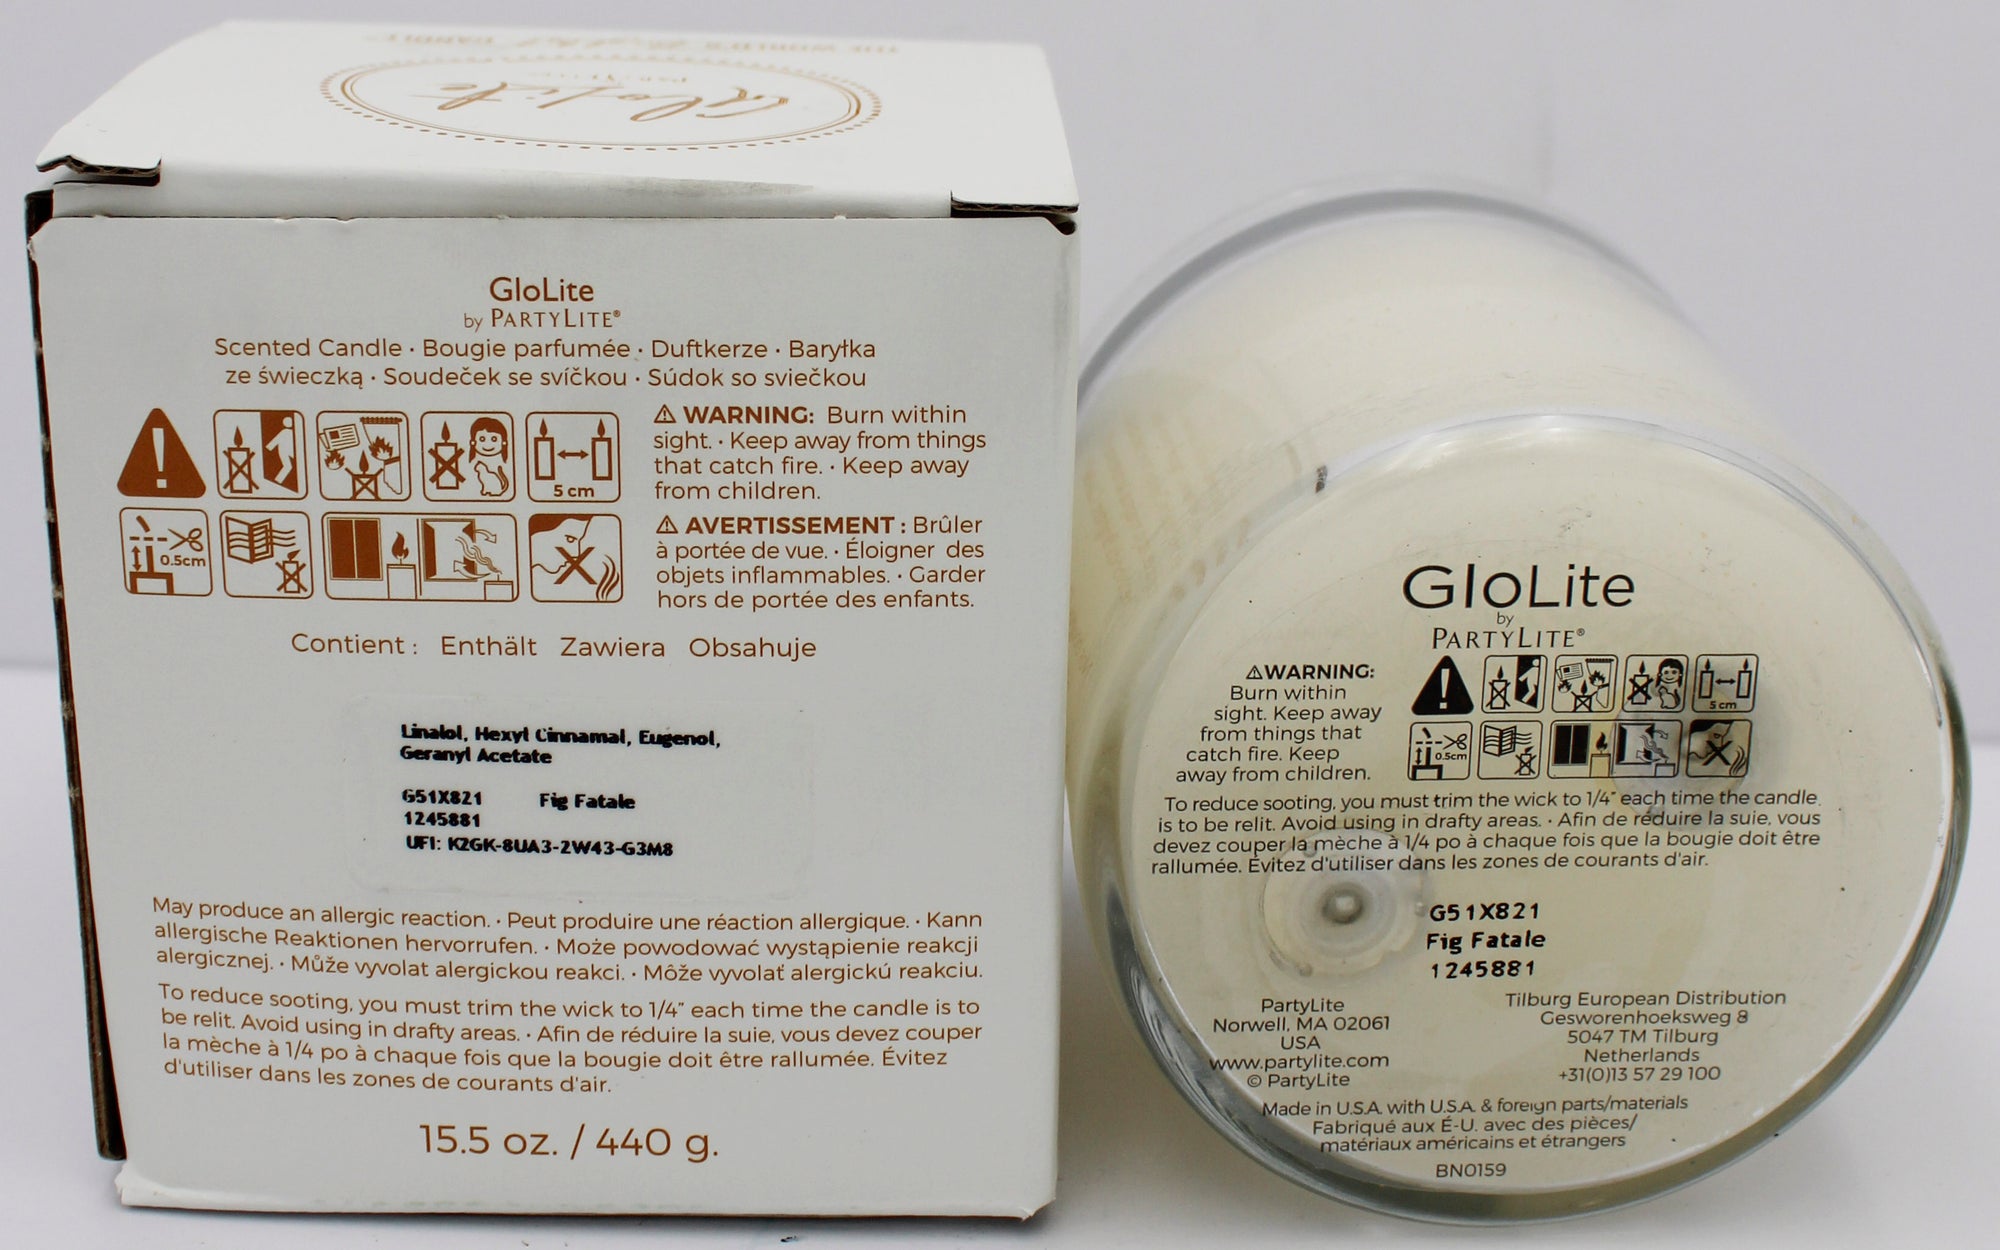 THE WORLD'S Brightest CANDLE
GloLite
PARTYLITE
GloLite
by PARTYLITE®
Scented Candle · Bougie parfumée · Duftkerze · Baryłka
ze świeczką · Soudeček se svíčkou · Súdok so sviečkou
⚠ WARNING: Burn within
sight. · Keep away from things
that catch fire. · Keep away
from children.
5 cm
⚠ AVERTISSEMENT : Brûler
à portée de vue. · Éloigner des
objets inflammables. · Garder
hors de portée des enfants.
0.5cm
Contient : Enthält Zawiera Obsahuje
Linalol, Hexyl Cinnamal, Eugenol,
Geranyl Acetate
G51X821 Fig Fatale
1245881
UFI: K2GK-8UA3-2W43-G3M8
May produce an allergic reaction. · Peut produire une réaction allergique. · Kann
allergische Reaktionen hervorrufen. · Może powodować wystąpienie reakcji
alergicznej. · Může vyvolat alergickou reakci. · Môže vyvolať alergickú reakciu.
To reduce sooting, you must trim the wick to 1/4" each time the candle is to
be relit. Avoid using in drafty areas. · Afin de réduire la suie, vous devez couper
la mèche à 1/4 po à chaque fois que la bougie doit être rallumée. Évitez
d'utiliser dans les zones de courants d'air.
15.5 oz. / 440 g.
GloLite
by
PARTYLITE®
⚠WARNING:
Burn within
sight. Keep away
from things that
catch fire. Keep
away from children.
5 cm
0.5cm
To reduce sooting, you must trim the wick to 1/4" each time the candle
is to be relit. Avoid using in drafty areas. · Afin de réduire la suie, vous
devez couper la mèche à 1/4 po à chaque fois que la bougie doit être
rallumée. Évitez d'utiliser dans les zones de courants d'air.
G51X821
Fig Fatale
1245881
PartyLite
Norwell, MA 02061
USA
www.partylite.com
© PartyLite
Tilburg European Distribution
Gesworenhoeksweg 8
5047 TM Tilburg
Netherlands
+31(0)13 57 29 100
Made in U.S.A. with U.S.A. & foreign parts/materials
Fabriqué aux É-U. avec des pièces/
matériaux américains et étrangers
BN0159